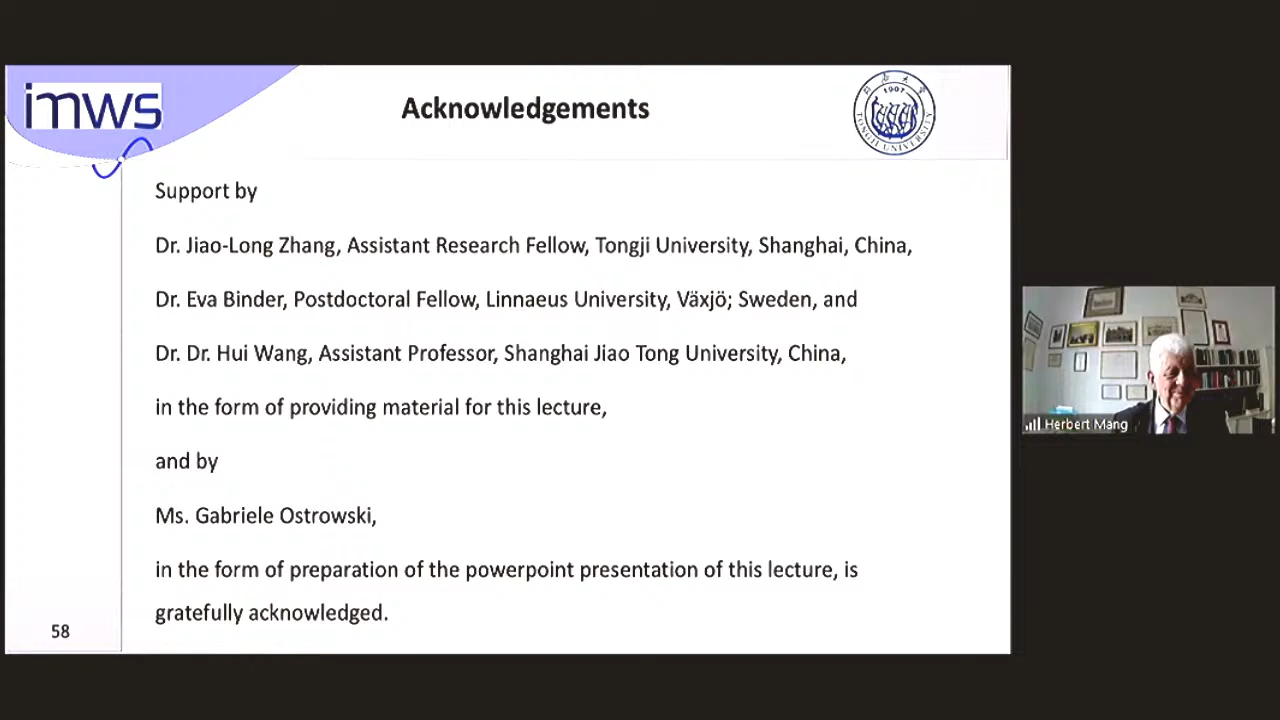 imws
Acknowledgements
1907
TONGJI UNIVERSITY
Support by
Dr. Jiao-Long Zhang, Assistant Research Fellow, Tongji University, Shanghai, China,
Dr. Eva Binder, Postdoctoral Fellow, Linnaeus University, Växjö; Sweden, and
Dr. Dr. Hui Wang, Assistant Professor, Shanghai Jiao Tong University, China,
in the form of providing material for this lecture,
and by
Ms. Gabriele Ostrowski,
in the form of preparation of the powerpoint presentation of this lecture, is
gratefully acknowledged.
58
Herbert Mang